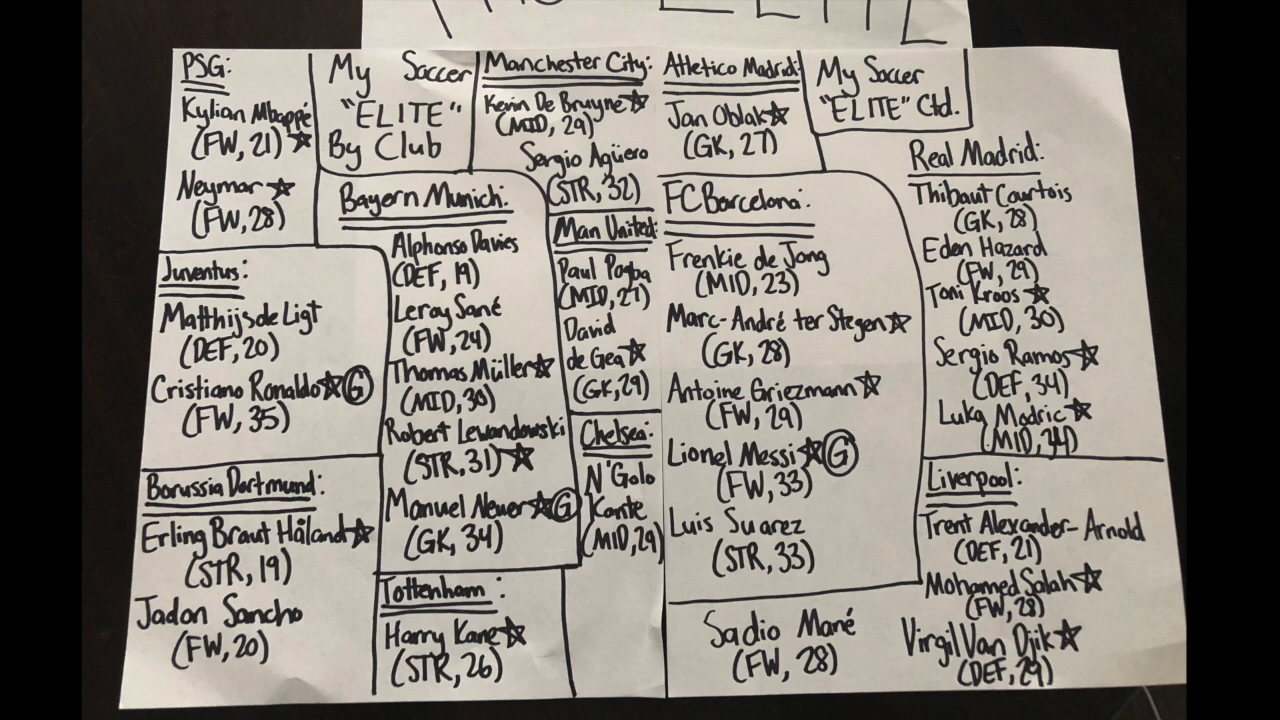 PSG:
Kylian Mbappé
(FW, 21) ☆
Neymar ☆
(FW, 28)
My Soccer
"ELITE"
By Club
Manchester City:
Kevin De Bruyne ☆
(MID, 29)
Sergio Agüero
(STR, 32)
Juventus:
Matthijs de Ligt
(DEF, 20)
Cristiano Ronaldo ☆ G
(FW, 35)
Bayern Munich:
Alphonso Davies
(DEF, 19)
Leroy Sané
(FW, 24)
Thomas Müller ☆
(MID, 30)
Robert Lewandowski
(STR, 31) ☆
Manuel Neuer ☆ G
(GK, 34)
Man United:
Paul Pogba
(MID, 27)
David
de Gea ☆
(GK, 29)
Chelsea:
N'Golo
Kante
(MID, 29)
Borussia Dortmund:
Erling Braut Håland ☆
(STR, 19)
Jadon Sancho
(FW, 20)
Tottenham:
Harry Kane ☆
(STR, 26)
Atletico Madrid:
Jan Oblak ☆
(GK, 27)
My Soccer
"ELITE" Ctd.
FC Barcelona:
Frenkie de Jong
(MID, 23)
Marc-André ter Stegen ☆
(GK, 28)
Antoine Griezmann ☆
(FW, 29)
Lionel Messi ☆ G
(FW, 33)
Luis Suarez
(STR, 33)
Real Madrid:
Thibaut Courtois
(GK, 28)
Eden Hazard
(FW, 29)
Toni Kroos ☆
(MID, 30)
Sergio Ramos ☆
(DEF, 34)
Luka Modric ☆
(MID, 34)
Liverpool:
Trent Alexander-Arnold
(DEF, 21)
Mohamed Salah ☆
(FW, 28)
Virgil Van Djik ☆
(DEF, 29)
Sadio Mané
(FW, 28)